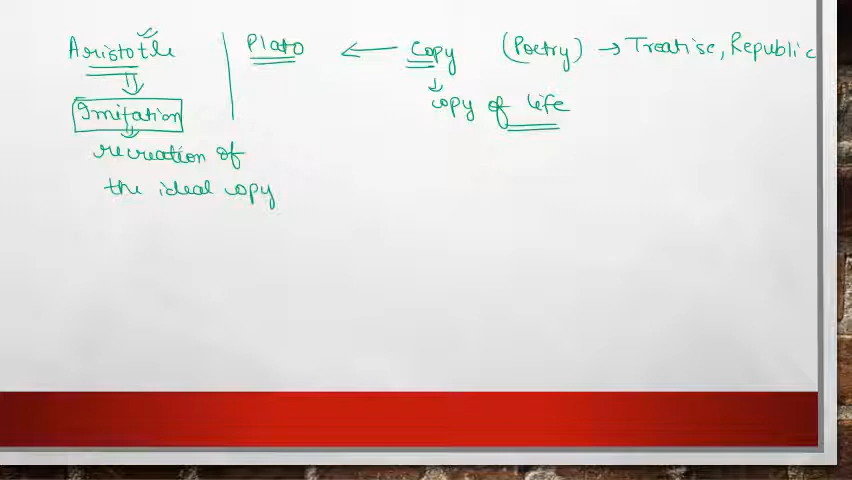 Aristotle | Plato ← Copy (Poetry) → Treatise, Republic
Imitation
copy of life
recreation of
the ideal copy